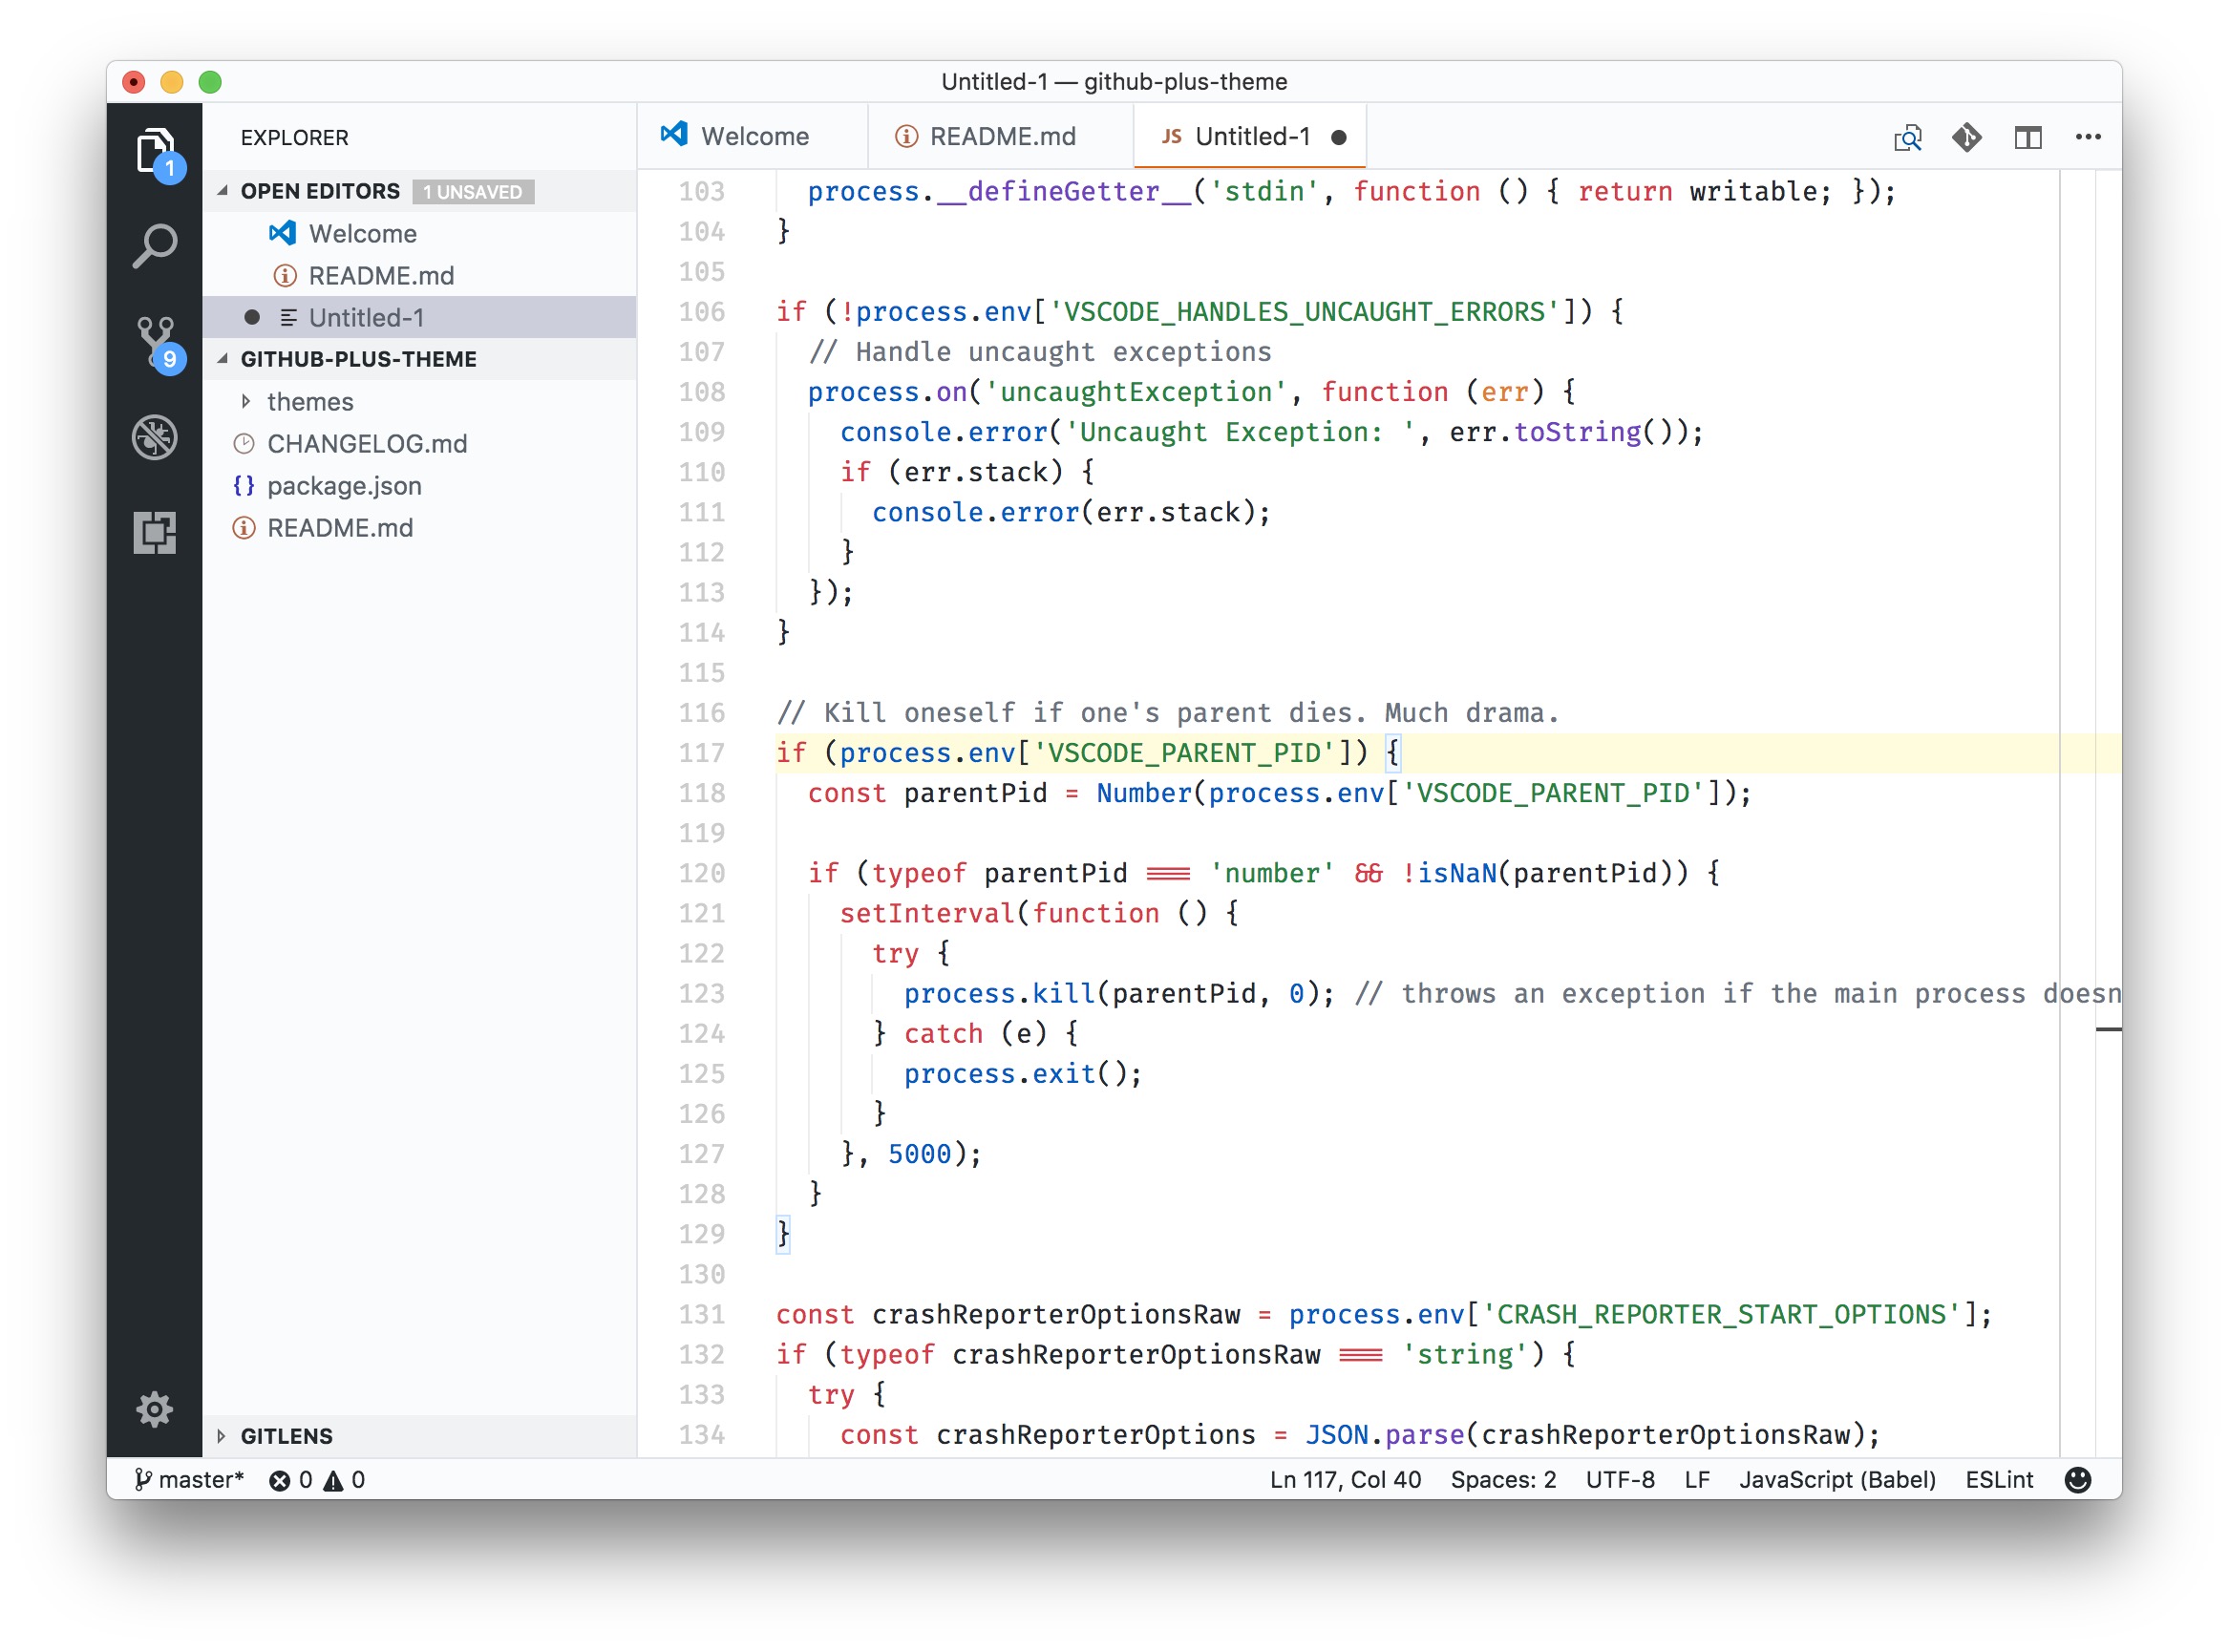 Untitled-1 — github-plus-theme
EXPLORER
Welcome
README.md
JS Untitled-1
1
OPEN EDITORS 1 UNSAVED
Welcome
README.md
Untitled-1
9
GITHUB-PLUS-THEME
themes
CHANGELOG.md
{} package.json
README.md
GITLENS
103 process.__defineGetter__('stdin', function () { return writable; });
104 }
105
106 if (!process.env['VSCODE_HANDLES_UNCAUGHT_ERRORS']) {
107 // Handle uncaught exceptions
108 process.on('uncaughtException', function (err) {
109 console.error('Uncaught Exception: ', err.toString());
110 if (err.stack) {
111 console.error(err.stack);
112 }
113 });
114 }
115
116 // Kill oneself if one's parent dies. Much drama.
117 if (process.env['VSCODE_PARENT_PID']) {
118 const parentPid = Number(process.env['VSCODE_PARENT_PID']);
119
120 if (typeof parentPid === 'number' && !isNaN(parentPid)) {
121 setInterval(function () {
122 try {
123 process.kill(parentPid, 0); // throws an exception if the main process doesn
124 } catch (e) {
125 process.exit();
126 }
127 }, 5000);
128 }
129 }
130
131 const crashReporterOptionsRaw = process.env['CRASH_REPORTER_START_OPTIONS'];
132 if (typeof crashReporterOptionsRaw === 'string') {
133 try {
134 const crashReporterOptions = JSON.parse(crashReporterOptionsRaw);
master* 0 0
Ln 117, Col 40 Spaces: 2 UTF-8 LF JavaScript (Babel) ESLint